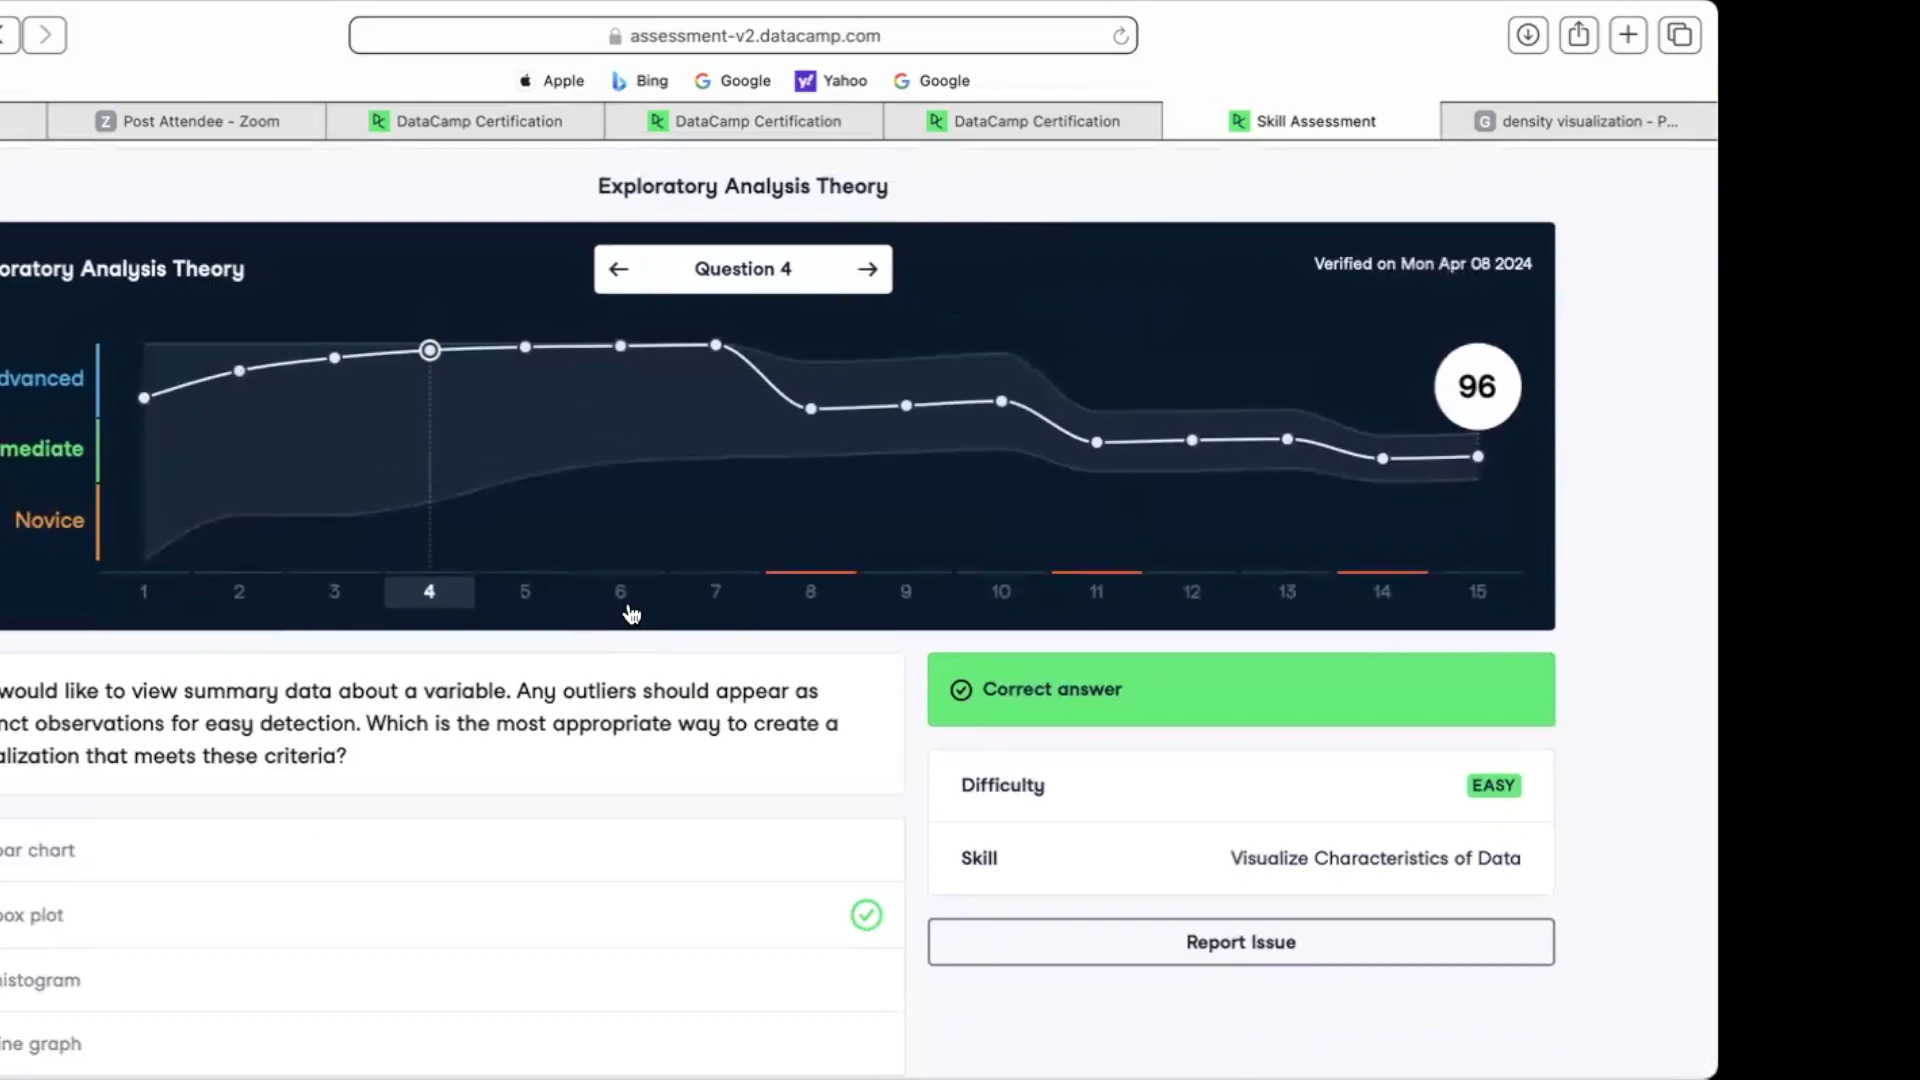 assessment-v2.datacamp.com
Apple Bing Google Yahoo Google
Post Attendee - Zoom DataCamp Certification DataCamp Certification DataCamp Certification Skill Assessment density visualization - P...
Exploratory Analysis Theory
oratory Analysis Theory
Question 4
Verified on Mon Apr 08 2024
dvanced
96
mediate
Novice
1 2 3 4 5 6 7 8 9 10 11 12 13 14 15
would like to view summary data about a variable. Any outliers should appear as
nct observations for easy detection. Which is the most appropriate way to create a
alization that meets these criteria?
Correct answer
Difficulty EASY
Skill Visualize Characteristics of Data
Report Issue
bar chart
box plot
histogram
ine graph